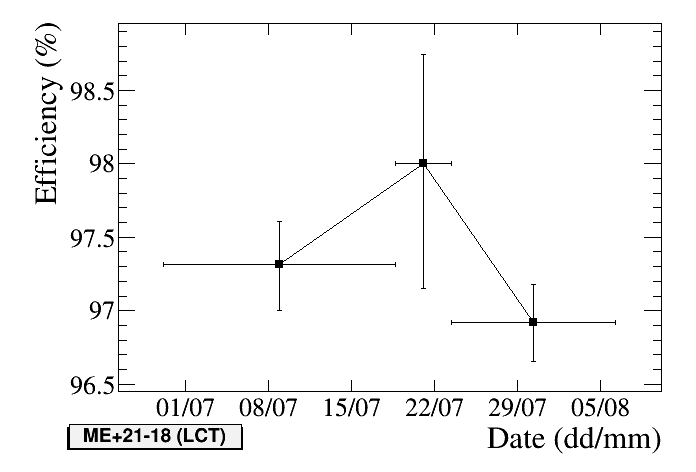 Efficiency (%)
98.5
98
97.5
97
96.5
01/07 08/07 15/07 22/07 29/07 05/08
ME+21-18 (LCT)
Date (dd/mm)